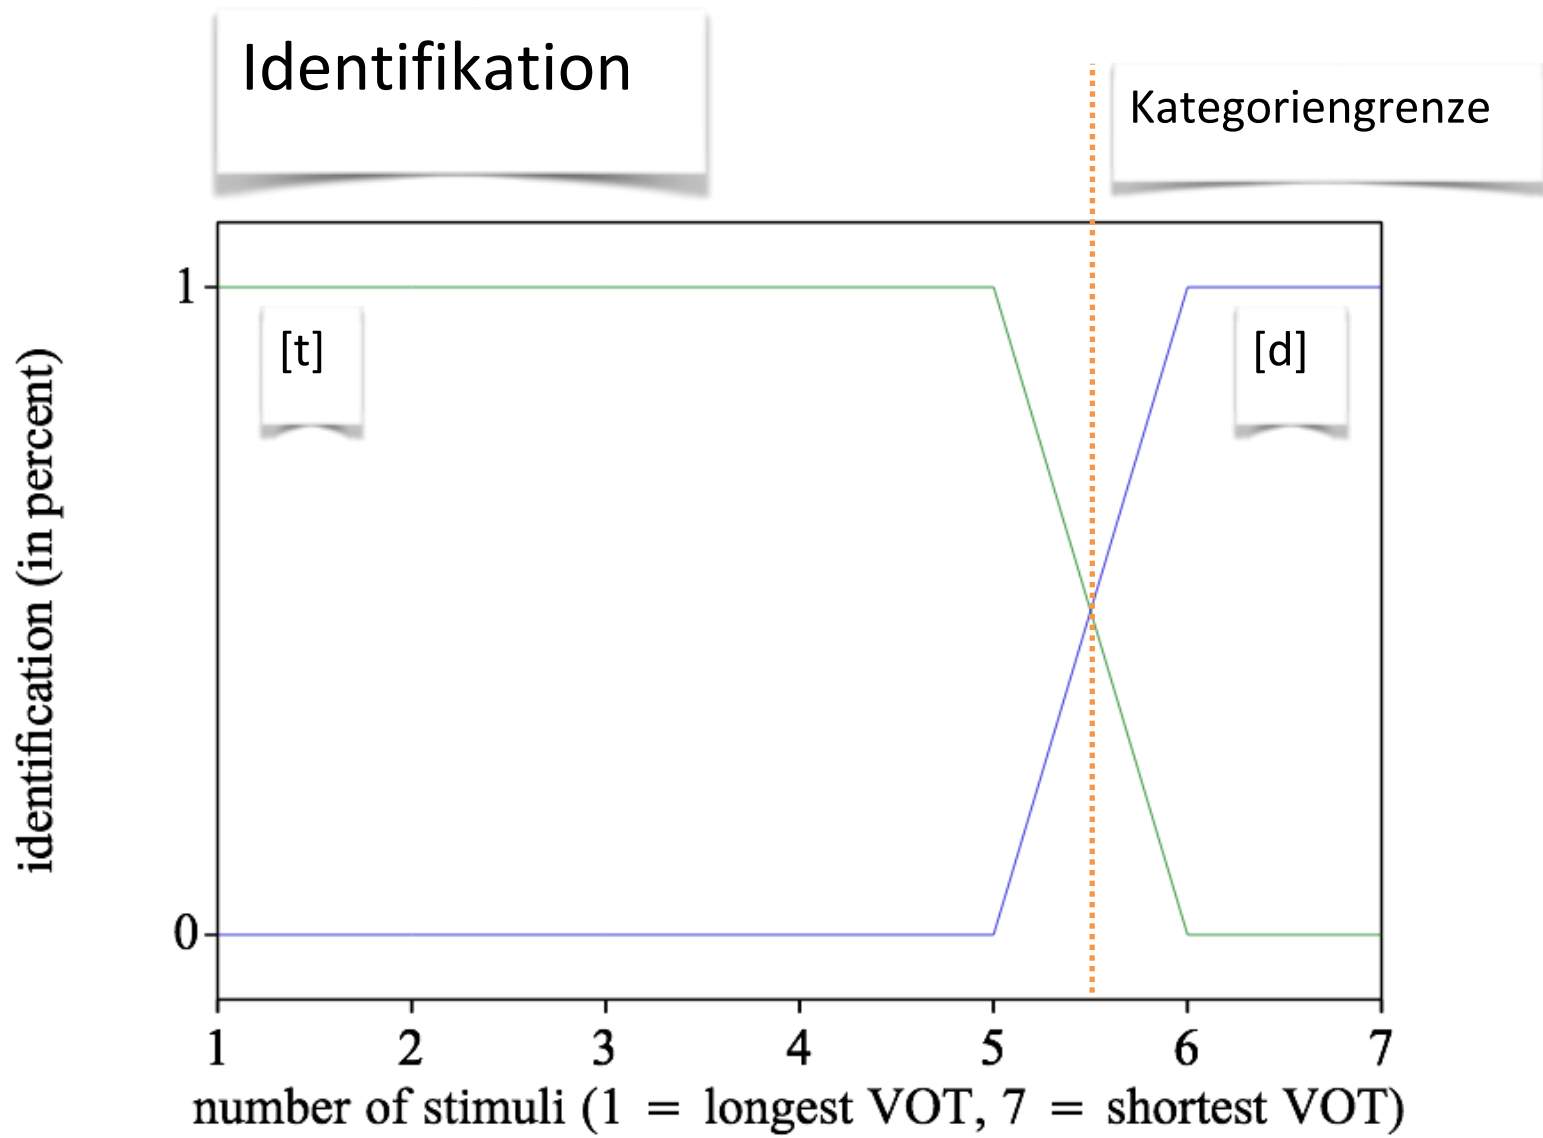 Identifikation
Kategoriengrenze
1
[t]
[d]
identification (in percent)
0
1 2 3 4 5 6 7
number of stimuli (1 = longest VOT, 7 = shortest VOT)